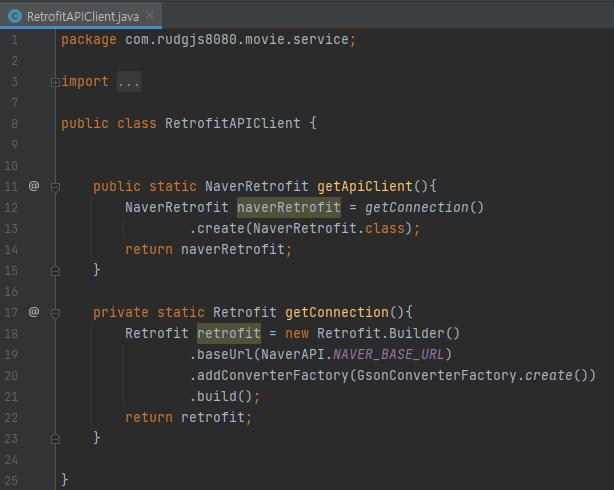 RetrofitAPIClient.java
1 package com.rudgjs8080.movie.service;
2
3 import ...
7
8 public class RetrofitAPIClient {
9
10
11 @ public static NaverRetrofit getApiClient(){
12 NaverRetrofit naverRetrofit = getConnection()
13 .create(NaverRetrofit.class);
14 return naverRetrofit;
15 }
16
17 @ private static Retrofit getConnection(){
18 Retrofit retrofit = new Retrofit.Builder()
19 .baseUrl(NaverAPI.NAVER_BASE_URL)
20 .addConverterFactory(GsonConverterFactory.create())
21 .build();
22 return retrofit;
23 }
24
25 }